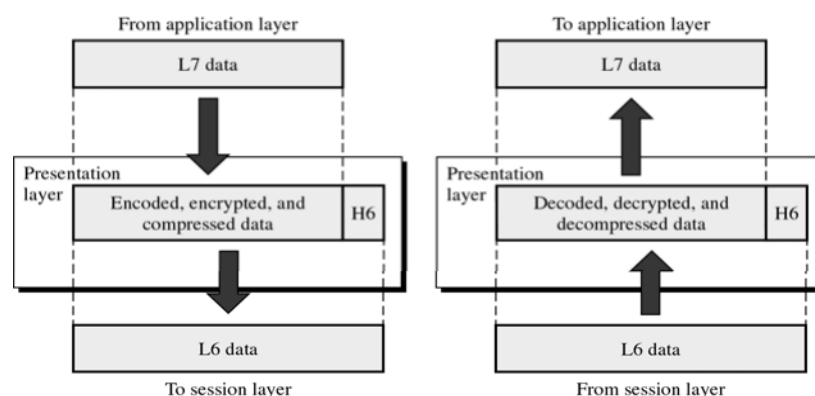 From application layer
L7 data
Presentation
layer
Encoded, encrypted, and
compressed data
H6
L6 data
To session layer
To application layer
L7 data
Presentation
layer
Decoded, decrypted, and
decompressed data
H6
L6 data
From session layer